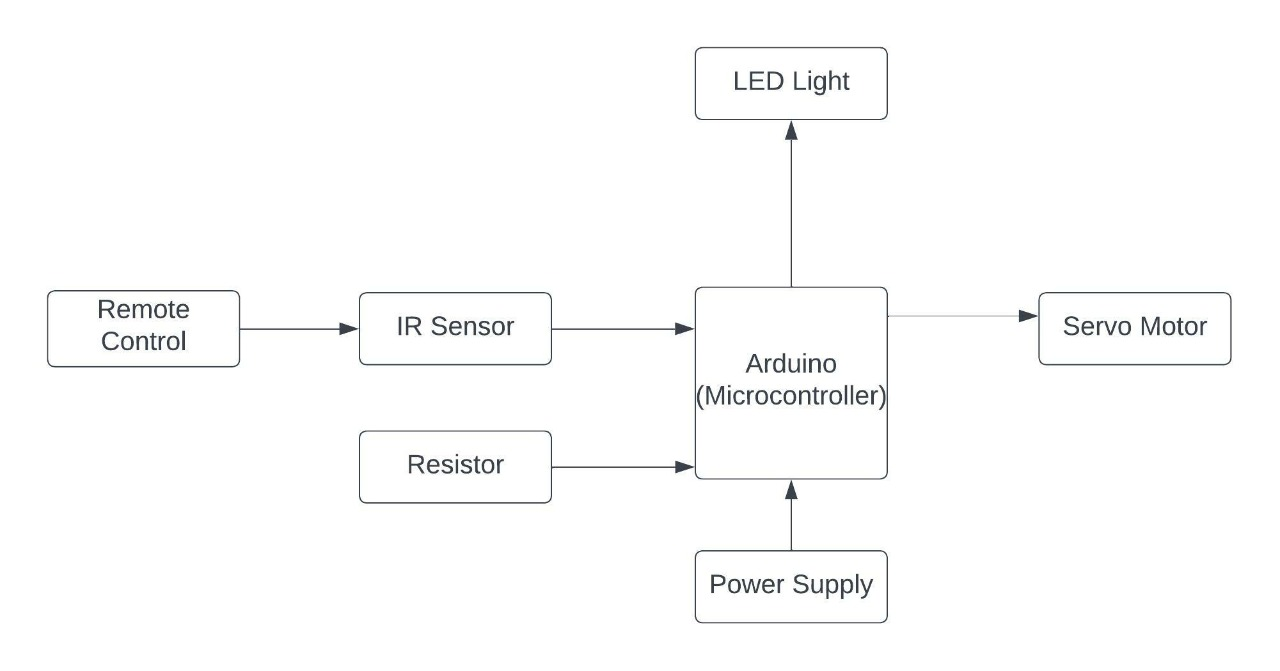 LED Light
Remote
Control
IR Sensor
Arduino
(Microcontroller)
Servo Motor
Resistor
Power Supply